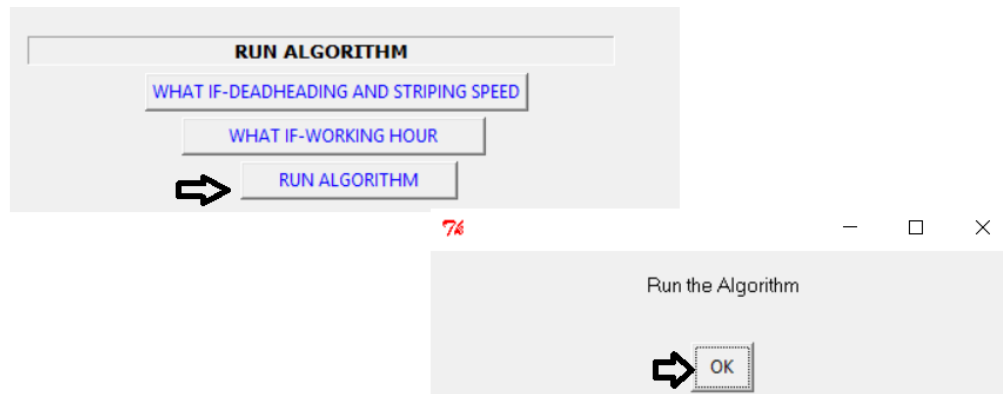 RUN ALGORITHM
WHAT IF-DEADHEADING AND STRIPING SPEED
WHAT IF-WORKING HOUR
RUN ALGORITHM
Run the Algorithm
OK